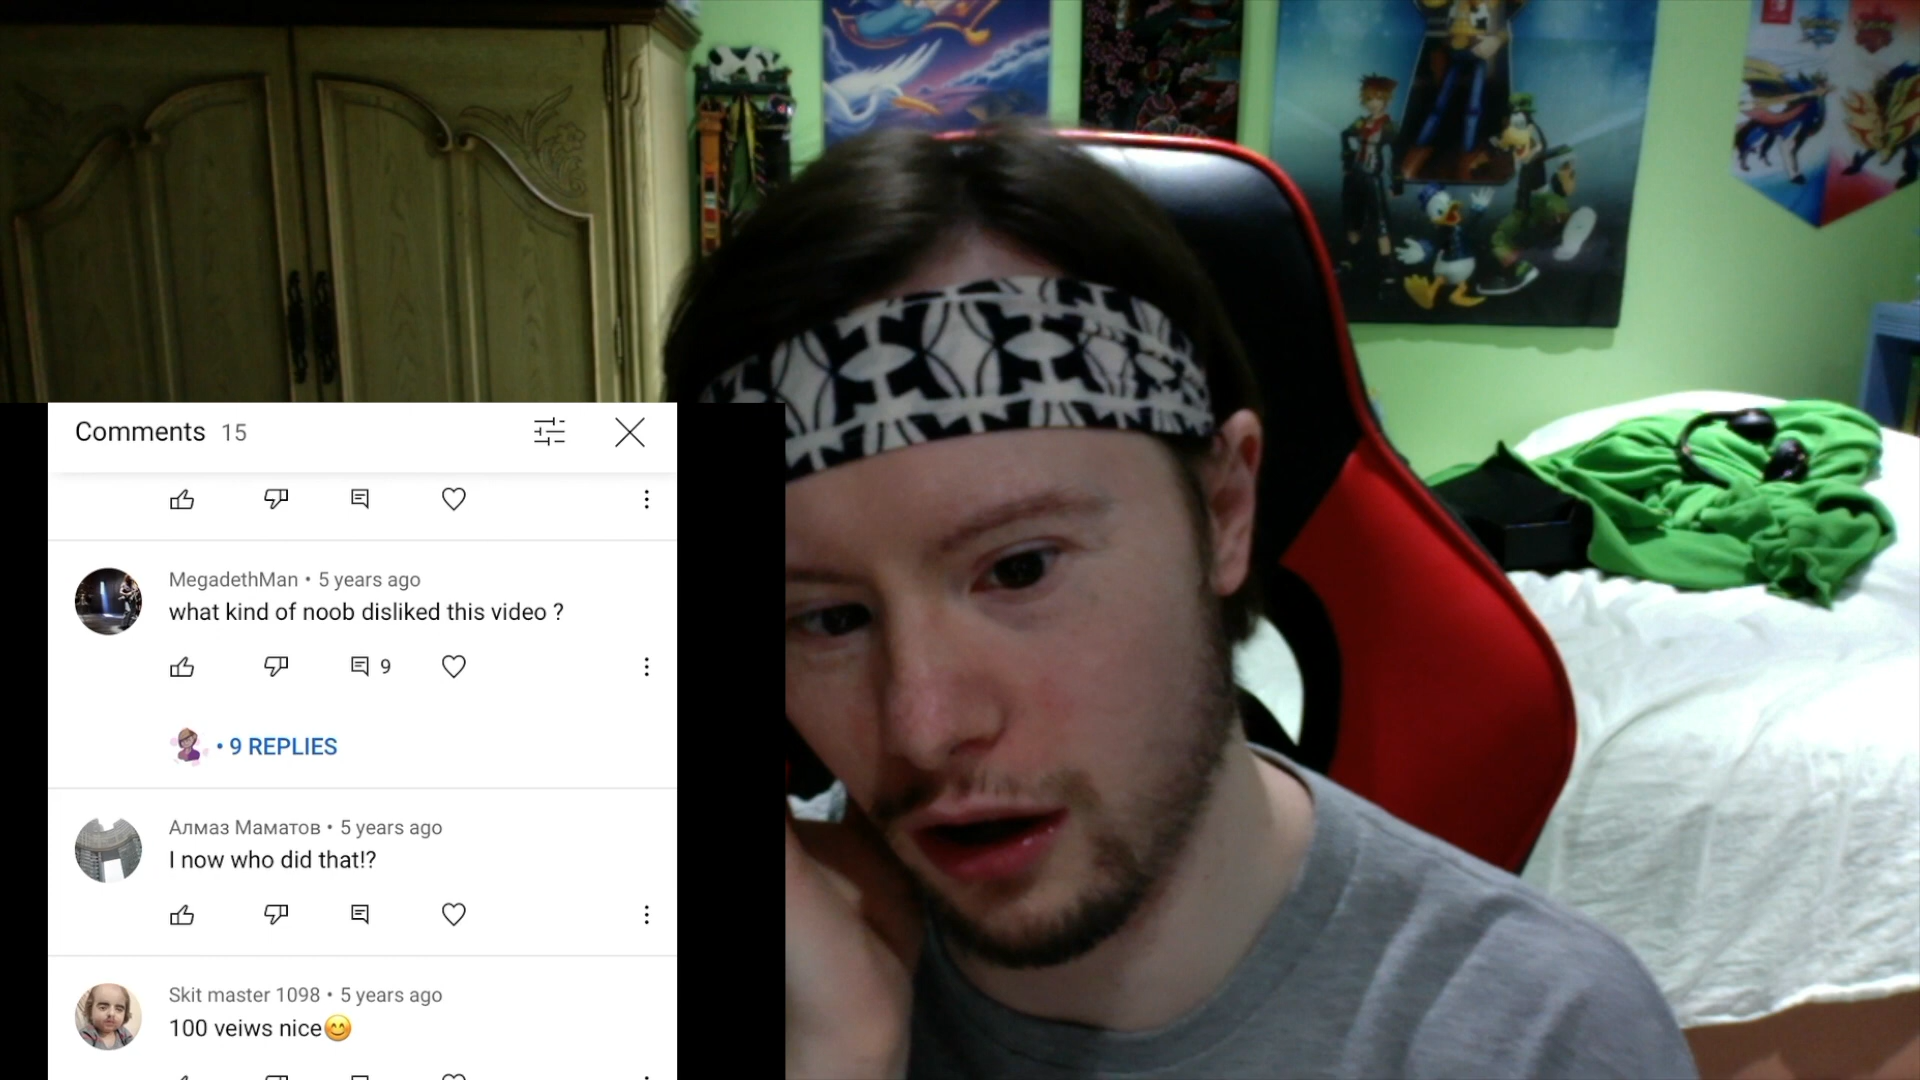 Comments 15
MegadethMan • 5 years ago
what kind of noob disliked this video ?
9
• 9 REPLIES
Алмаз Маматов • 5 years ago
I now who did that!?
Skit master 1098 • 5 years ago
100 veiws nice😊